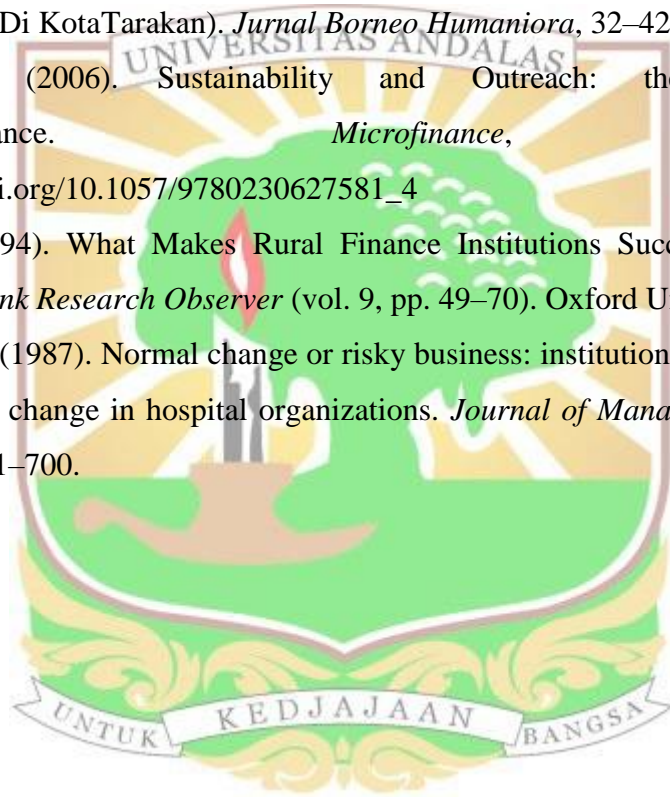 Di KotaTarakan). Jurnal Borneo Humaniora, 32–42
UNIVERSITAS ANDALAS
(2006). Sustainability and Outreach: the
ance. Microfinance,
i.org/10.1057/9780230627581_4
94). What Makes Rural Finance Institutions Succ
nk Research Observer (vol. 9, pp. 49–70). Oxford U
(1987). Normal change or risky business: institution
change in hospital organizations. Journal of Mana
1–700.
UNTUK KEDJAJAAN BANGSA